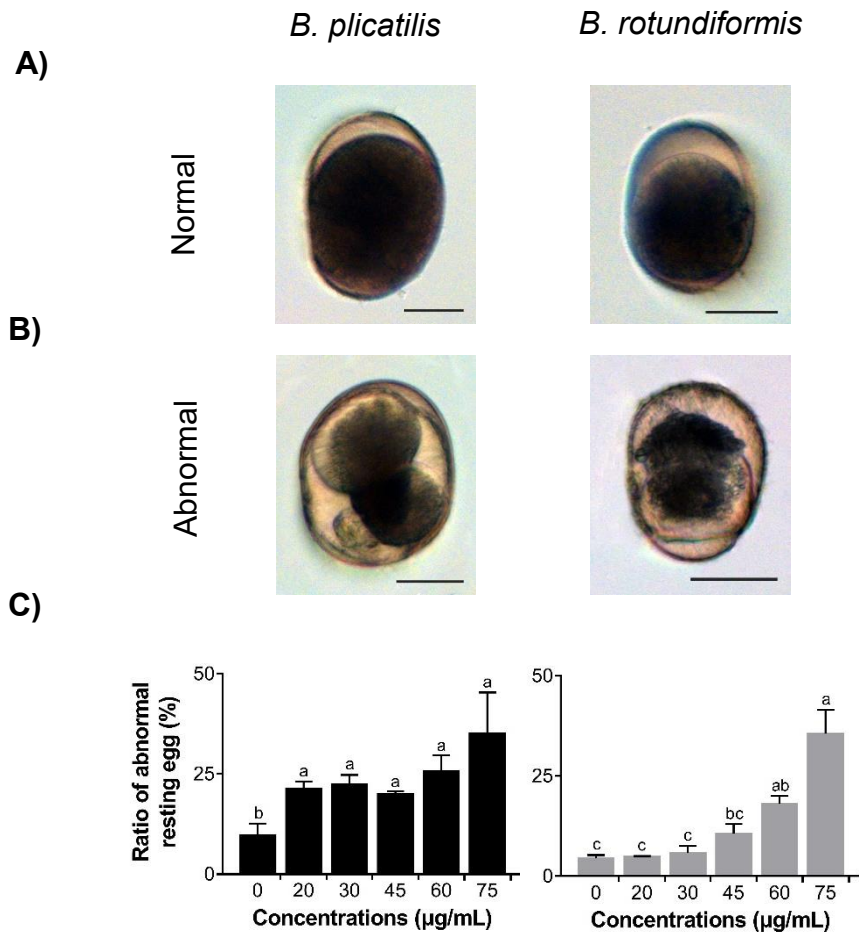 B. plicatilis
B. rotundiformis
A)
Normal
B)
Abnormal
C)
Ratio of abnormal
resting egg (%)
50
25
0
b
a
a
a
a
a
0 20 30 45 60 75
Concentrations (µg/mL)
50
25
0
c
c
c
bc
ab
a
0 20 30 45 60 75
Concentrations (µg/mL)